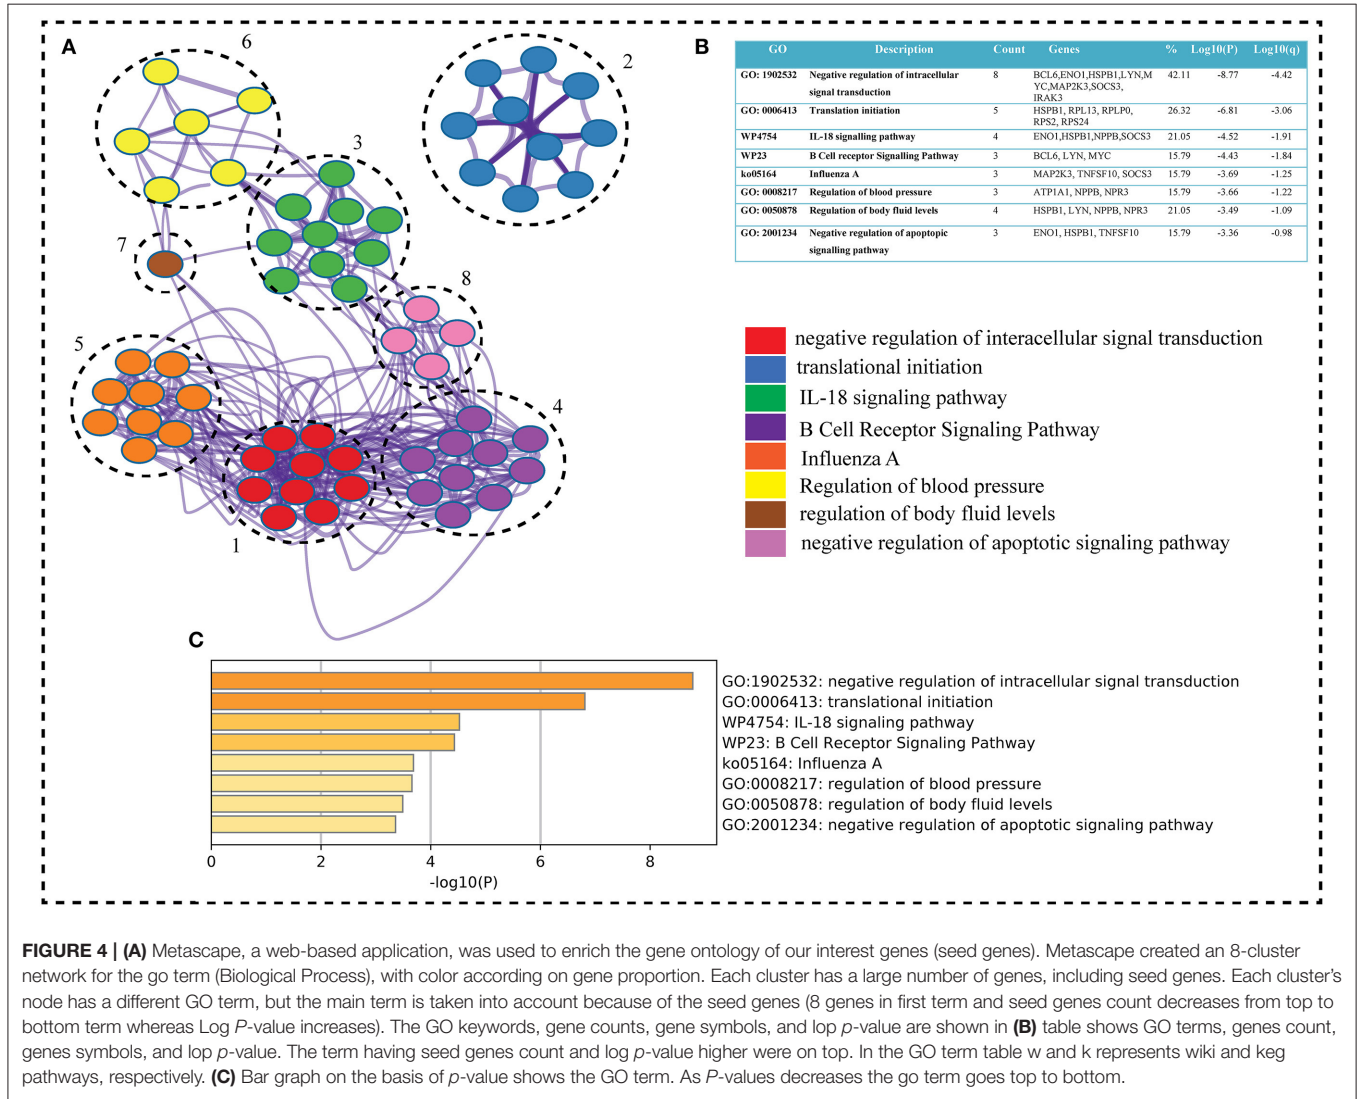 A
6
2
3
7
8
5
4
1
B
GO Description Count Genes % Log10(P) Log10(q)
GO: 1902532 Negative regulation of intracellular signal transduction 8 BCL6,ENO1,HSPB1,LYN,M
YC,MAP2K3,SOCS3,
IRAK3 42.11 -8.77 -4.42
GO: 0006413 Translation initiation 5 HSPB1, RPL13, RPLP0,
RPS2, RPS24 26.32 -6.81 -3.06
WP4754 IL-18 signalling pathway 4 ENO1,HSPB1,NPPB,SOCS3 21.05 -4.52 -1.91
WP23 B Cell receptor Signalling Pathway 3 BCL6, LYN, MYC 15.79 -4.43 -1.84
ko05164 Influenza A 3 MAP2K3, TNFSF10, SOCS3 15.79 -3.69 -1.25
GO: 0008217 Regulation of blood pressure 3 ATP1A1, NPPB, NPR3 15.79 -3.66 -1.22
GO: 0050878 Regulation of body fluid levels 4 HSPB1, LYN, NPPB, NPR3 21.05 -3.49 -1.09
GO: 2001234 Negative regulation of apoptopic
signalling pathway 3 ENO1, HSPB1, TNFSF10 15.79 -3.36 -0.98
negative regulation of interacellular signal transduction
translational initiation
IL-18 signaling pathway
B Cell Receptor Signaling Pathway
Influenza A
Regulation of blood pressure
regulation of body fluid levels
negative regulation of apoptotic signaling pathway
C
GO:1902532: negative regulation of intracellular signal transduction
GO:0006413: translational initiation
WP4754: IL-18 signaling pathway
WP23: B Cell Receptor Signaling Pathway
ko05164: Influenza A
GO:0008217: regulation of blood pressure
GO:0050878: regulation of body fluid levels
GO:2001234: negative regulation of apoptotic signaling pathway
0 2 4 6 8
-log10(P)
FIGURE 4 | (A) Metascape, a web-based application, was used to enrich the gene ontology of our interest genes (seed genes). Metascape created an 8-cluster
network for the go term (Biological Process), with color according on gene proportion. Each cluster has a large number of genes, including seed genes. Each cluster's
node has a different GO term, but the main term is taken into account because of the seed genes (8 genes in first term and seed genes count decreases from top to
bottom term whereas Log P-value increases). The GO keywords, gene counts, gene symbols, and lop p-value are shown in (B) table shows GO terms, genes count,
genes symbols, and lop p-value. The term having seed genes count and log p-value higher were on top. In the GO term table w and k represents wiki and keg
pathways, respectively. (C) Bar graph on the basis of p-value shows the GO term. As P-values decreases the go term goes top to bottom.